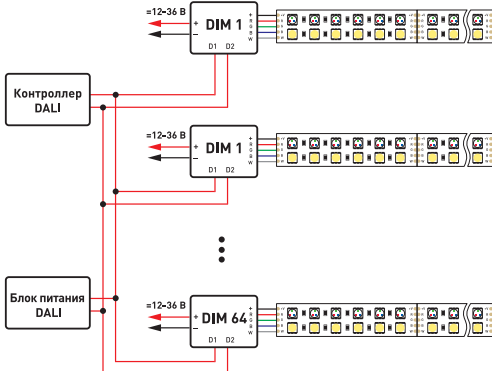 =12-36 В
+
–
DIM 1
D1 D2
+
R
G
B
W
Контроллер
DALI
=12-36 В
+
–
DIM 1
D1 D2
+
R
G
B
W
Блок питания
DALI
=12-36 В
+
–
DIM 64
D1 D2
+
R
G
B
W